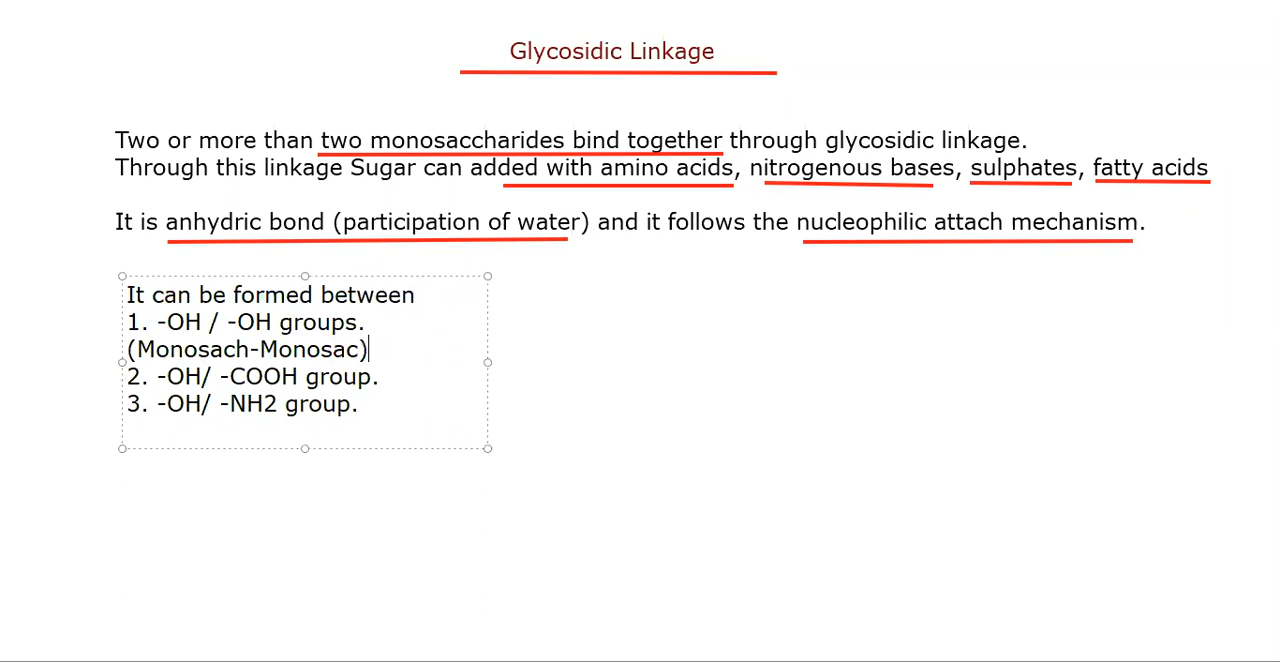 Glycosidic Linkage
Two or more than two monosaccharides bind together through glycosidic linkage.
Through this linkage Sugar can added with amino acids, nitrogenous bases, sulphates, fatty acids
It is anhydric bond (participation of water) and it follows the nucleophilic attach mechanism.
It can be formed between
1. -OH / -OH groups.
(Monosach-Monosac)
2. -OH/ -COOH group.
3. -OH/ -NH2 group.